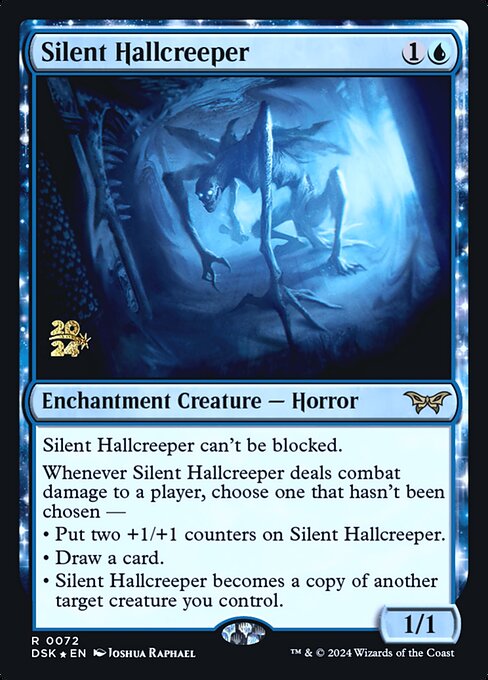 Silent Hallcreeper 1
20
24
Enchantment Creature — Horror
Silent Hallcreeper can't be blocked.
Whenever Silent Hallcreeper deals combat
damage to a player, choose one that hasn't been
chosen —
• Put two +1/+1 counters on Silent Hallcreeper.
• Draw a card.
• Silent Hallcreeper becomes a copy of another
target creature you control.
1/1
R 0072
DSK ★ EN Joshua Raphael ™ & © 2024 Wizards of the Coast